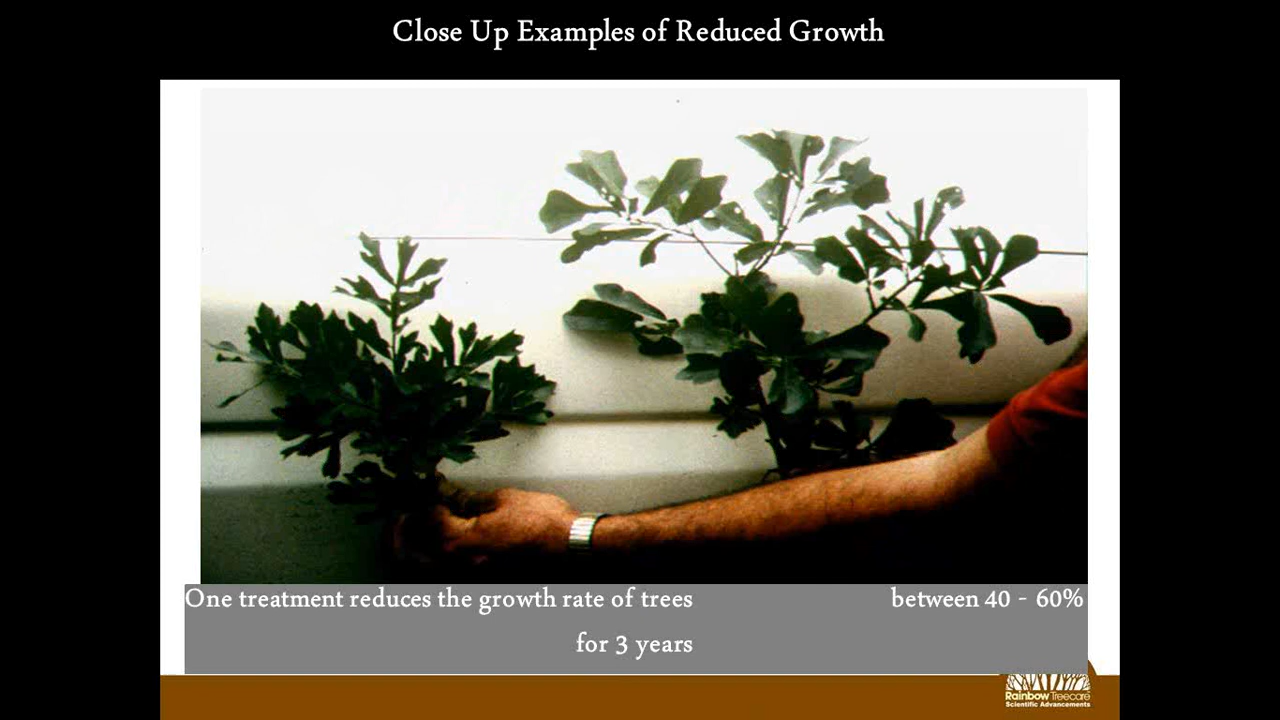 Close Up Examples of Reduced Growth
One treatment reduces the growth rate of trees between 40 - 60%
for 3 years
Rainbow Treecare
Scientific Advancements